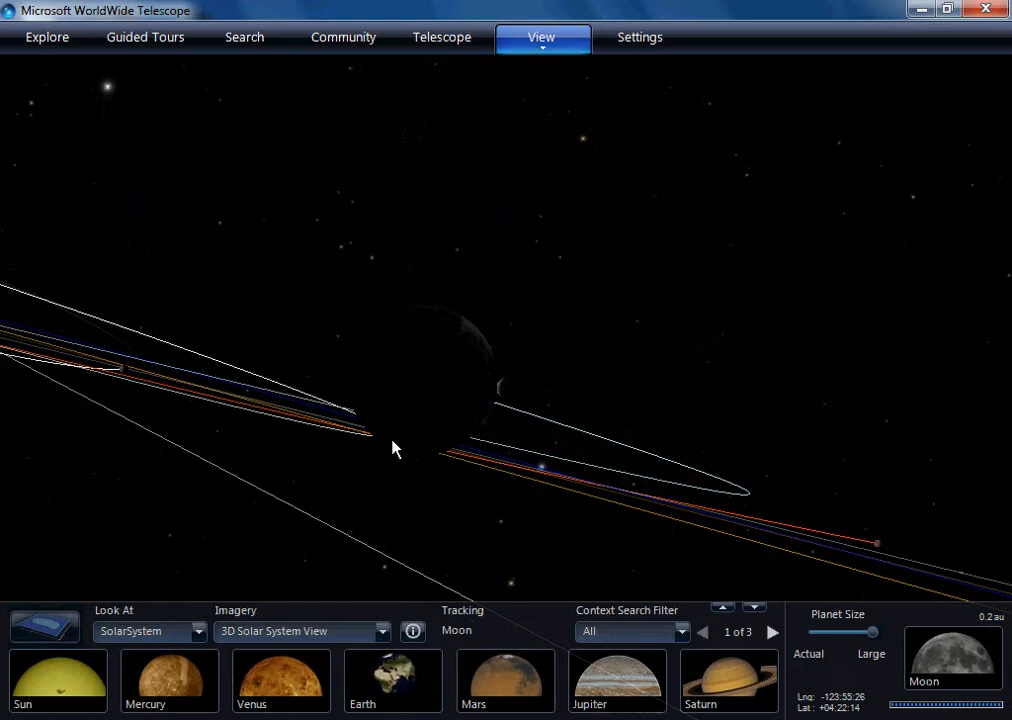 Microsoft WorldWide Telescope
Explore Guided Tours Search Community Telescope View Settings
Look At Imagery Tracking Context Search Filter Planet Size 0.2 au
SolarSystem 3D Solar System View Moon All 1 of 3
Actual Large
Sun Mercury Venus Earth Mars Jupiter Saturn Moon
Lng: -123:55:26
Lat : +04:22:14